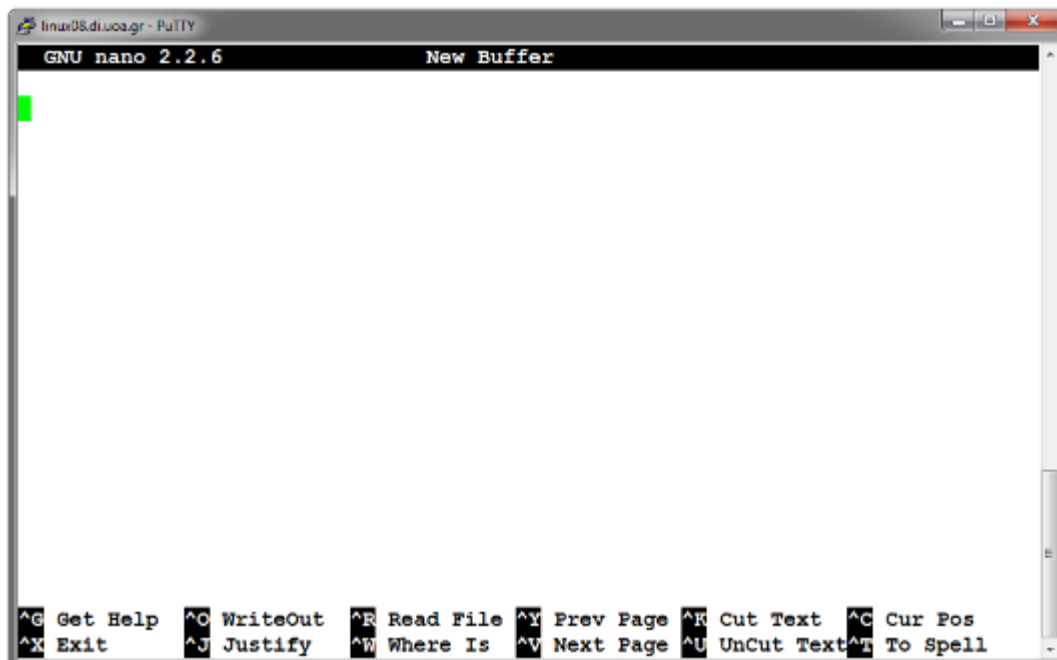 linux08.di.uoa.gr - PuTTY
GNU nano 2.2.6 New Buffer
^G Get Help ^O WriteOut ^R Read File ^Y Prev Page ^K Cut Text ^C Cur Pos
^X Exit ^J Justify ^W Where Is ^V Next Page ^U UnCut Text ^T To Spell